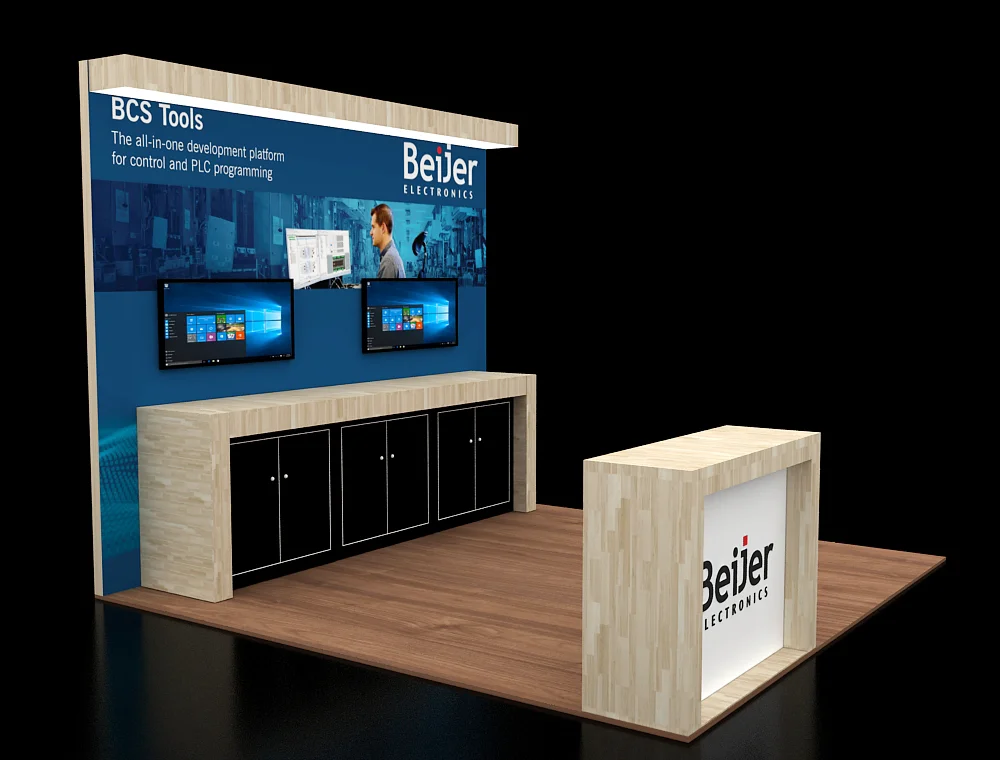 BCS Tools
The all-in-one development platform
for control and PLC programming
Beijer
ELECTRONICS
Beijer
ELECTRONICS